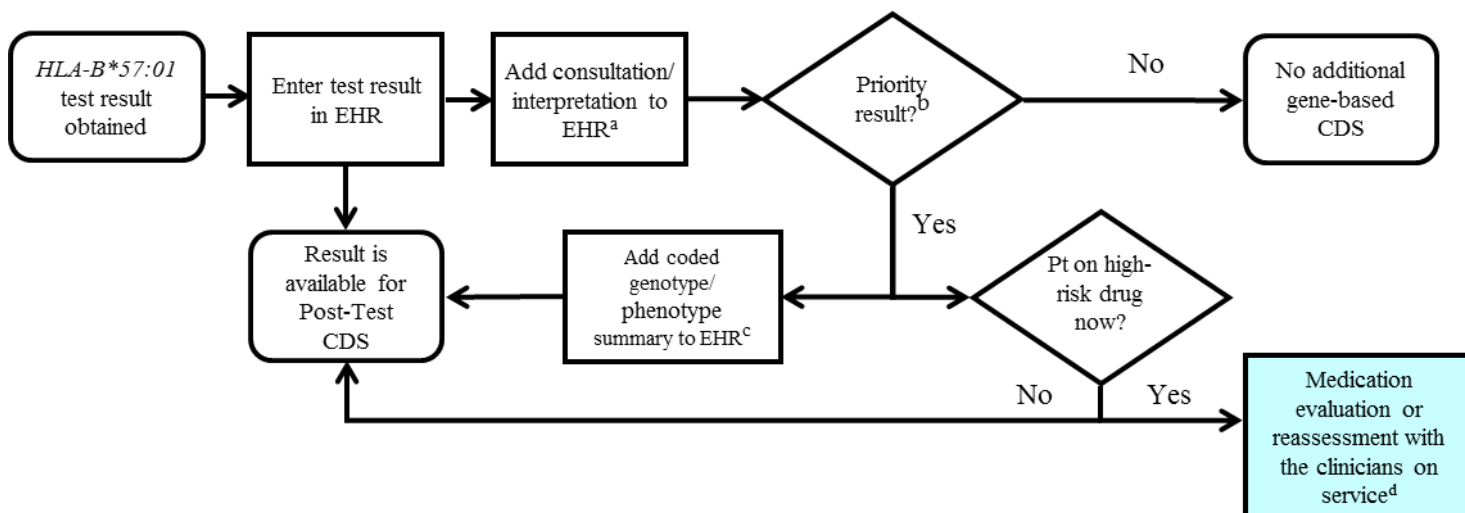 HLA-B*57:01
test result
obtained
Enter test result
in EHR
Add consultation/
interpretation to
EHRᵃ
Priority
result?ᵇ
No
No additional
gene-based
CDS
Yes
Result is
available for
Post-Test
CDS
Add coded
genotype/
phenotype
summary to EHRᶜ
Pt on high-
risk drug
now?
No
Yes
Medication
evaluation or
reassessment with
the clinicians on
serviceᵈ